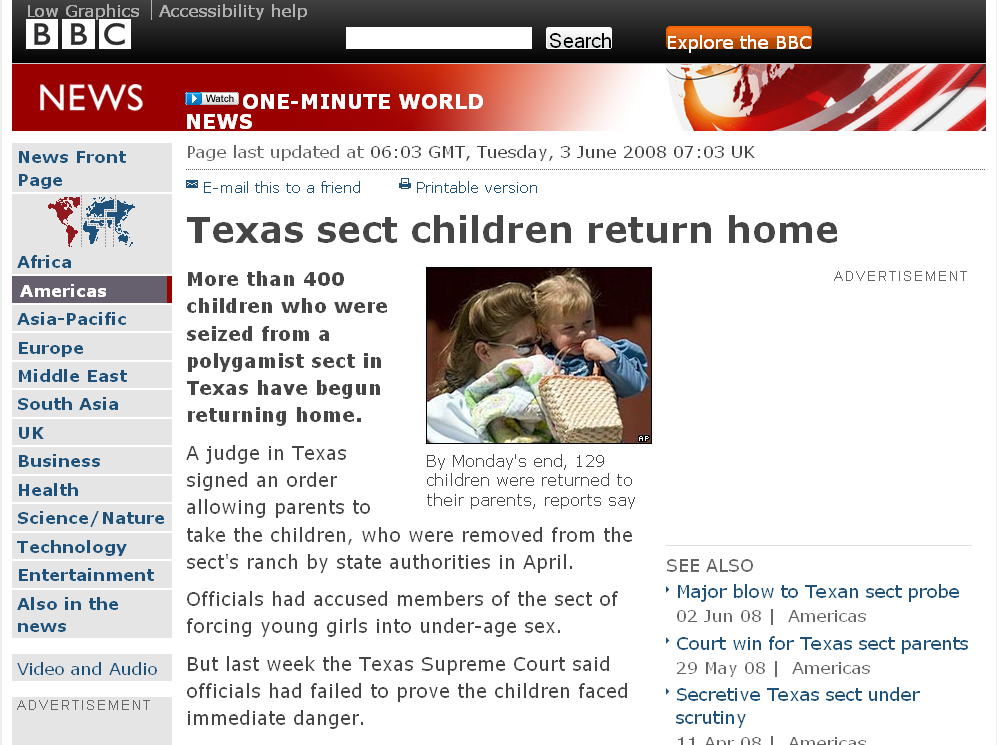 Low Graphics
Accessibility help
BBC
Search
Explore the BBC
NEWS
Watch
ONE-MINUTE WORLD
NEWS
News Front
Page
Africa
Americas
Asia-Pacific
Europe
Middle East
South Asia
UK
Business
Health
Science/Nature
Technology
Entertainment
Also in the
news
Video and Audio
ADVERTISEMENT
Page last updated at 06:03 GMT, Tuesday, 3 June 2008 07:03 UK
E-mail this to a friend
Printable version
Texas sect children return home
More than 400
children who were
seized from a
polygamist sect in
Texas have begun
returning home.
AP
By Monday's end, 129
children were returned to
their parents, reports say
A judge in Texas
signed an order
allowing parents to
take the children, who were removed from the
sect's ranch by state authorities in April.
Officials had accused members of the sect of
forcing young girls into under-age sex.
But last week the Texas Supreme Court said
officials had failed to prove the children faced
immediate danger.
ADVERTISEMENT
SEE ALSO
Major blow to Texan sect probe
02 Jun 08 | Americas
Court win for Texas sect parents
29 May 08 | Americas
Secretive Texas sect under
scrutiny
11 Apr 08 | Americas